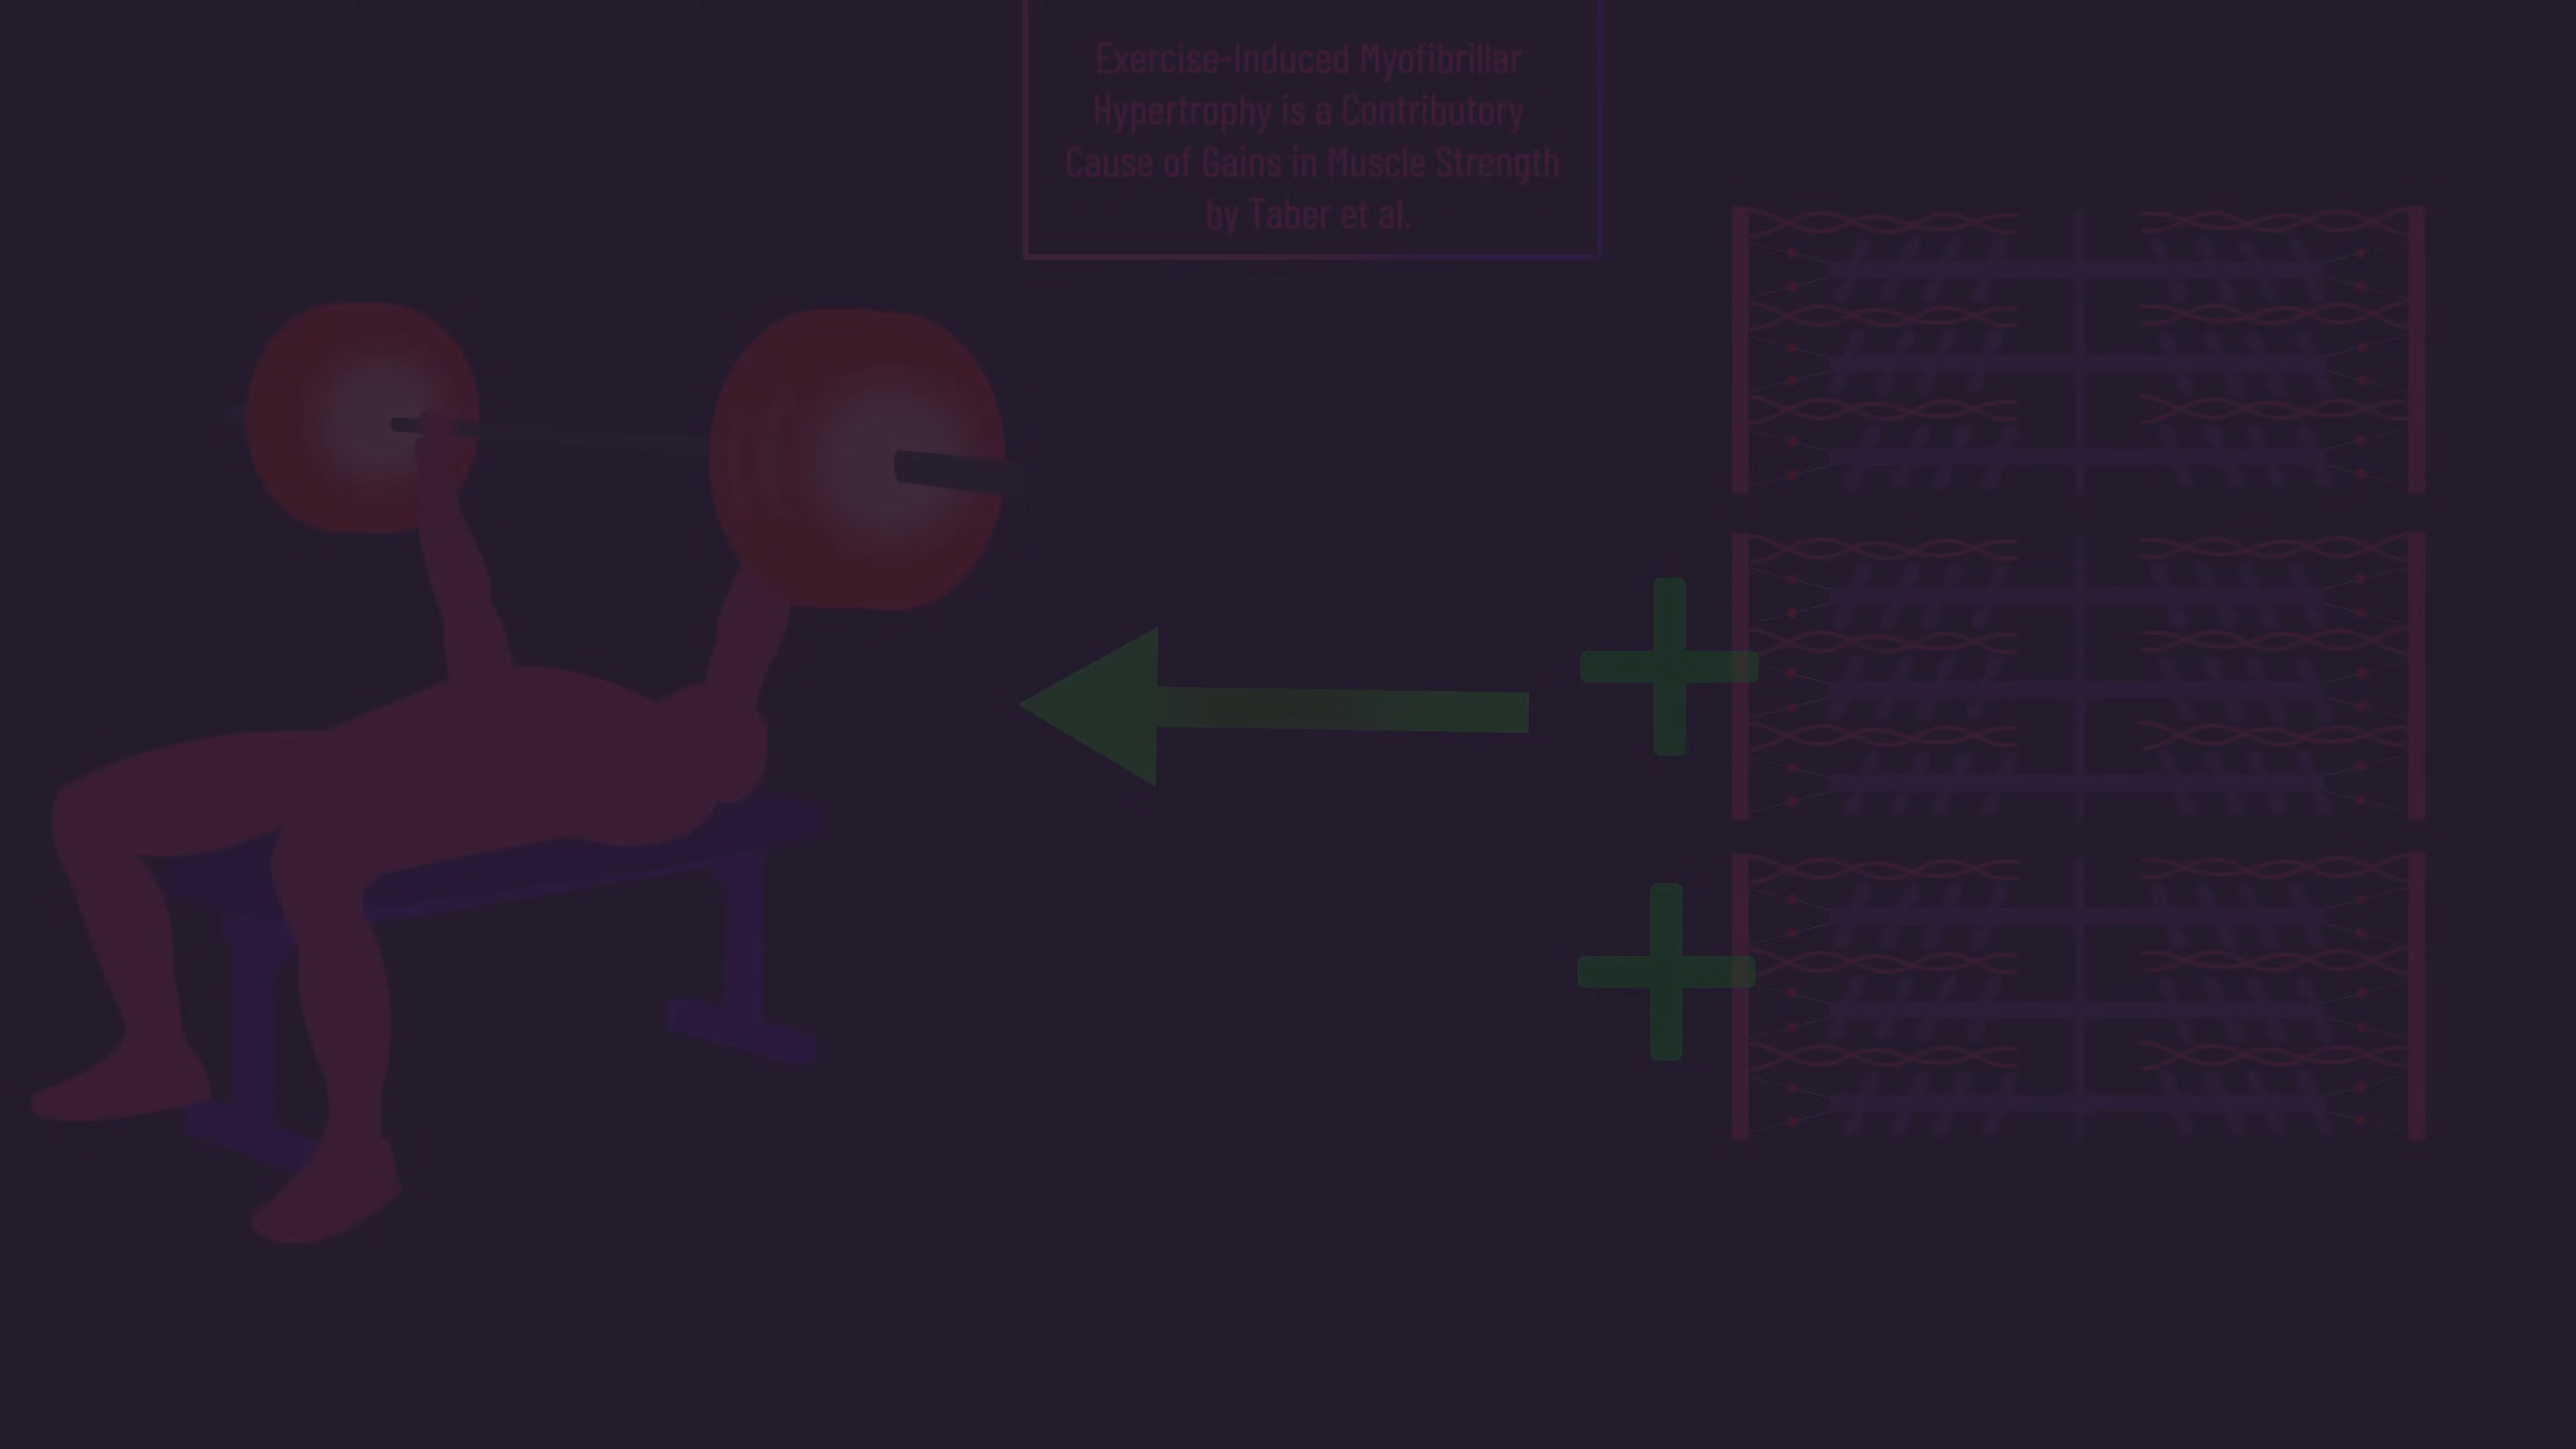 Exercise-Induced Myofibrillar
Hypertrophy is a Contributory
Cause of Gains in Muscle Strength
by Taber et al.